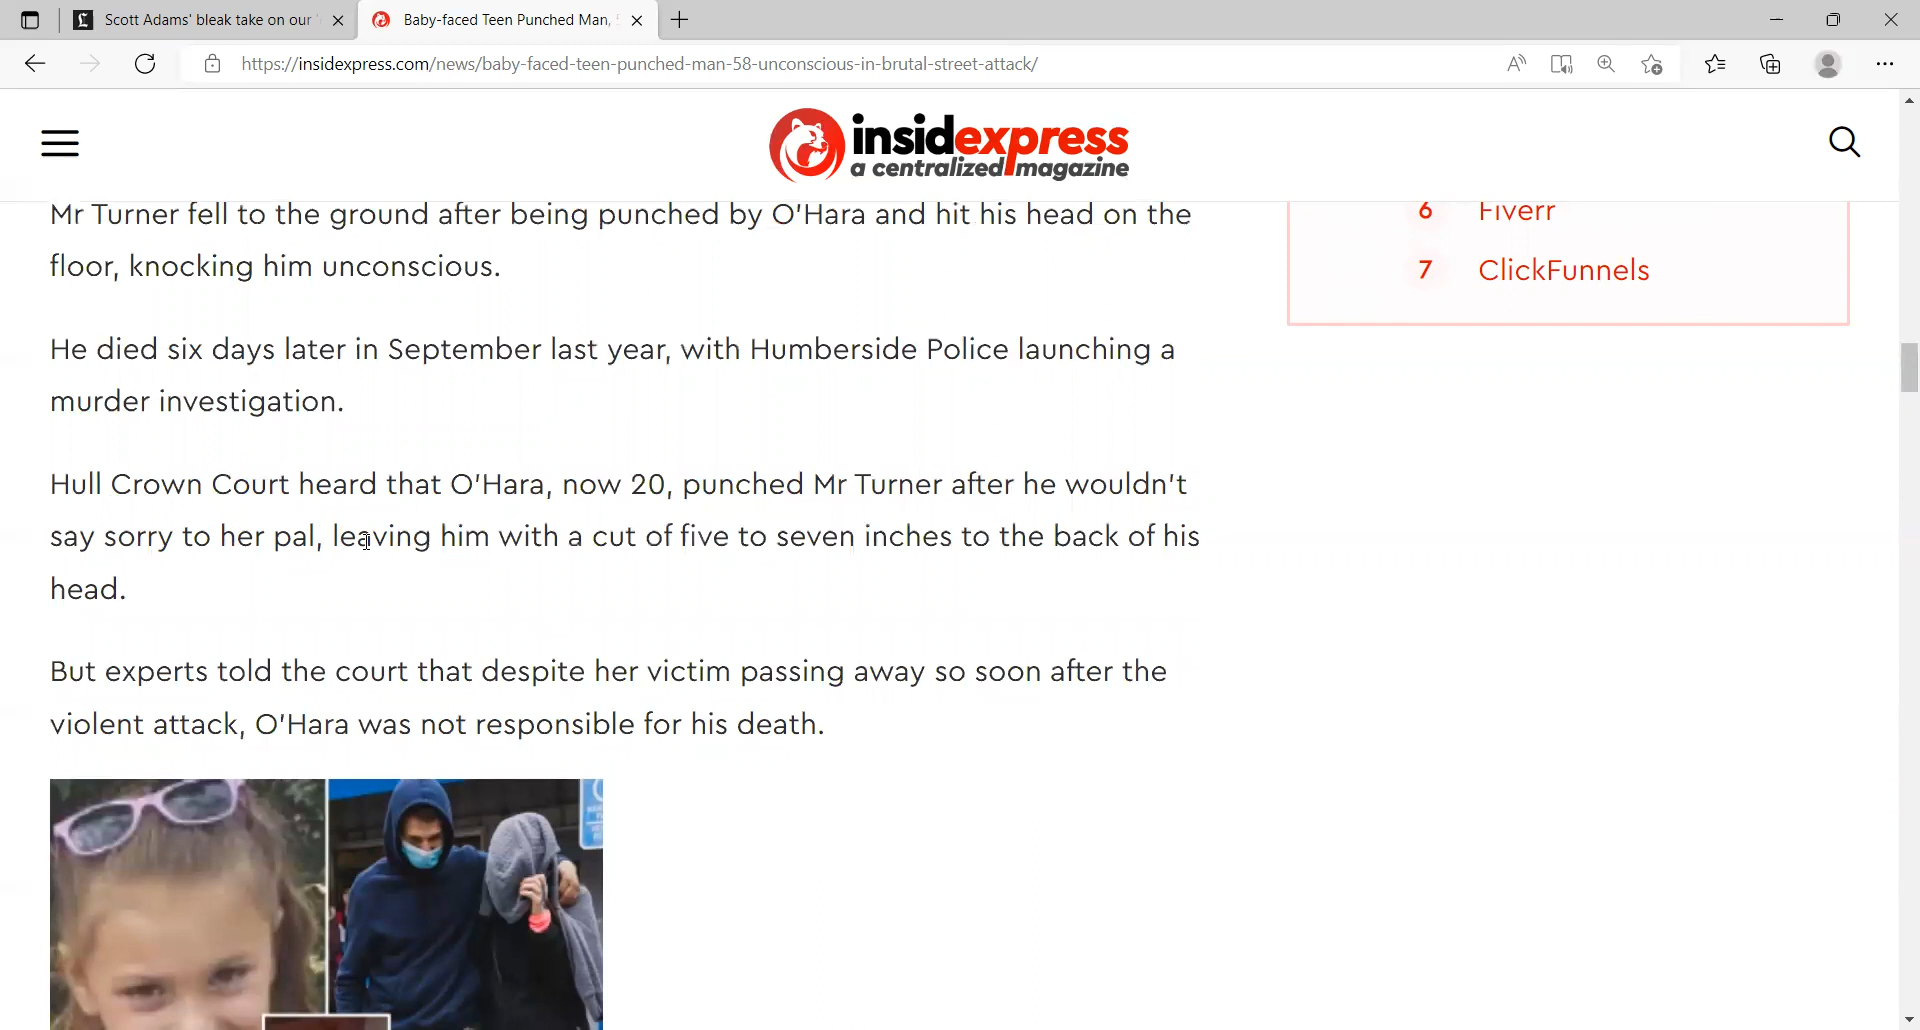 Scott Adams' bleak take on our
Baby-faced Teen Punched Man,
https://insidexpress.com/news/baby-faced-teen-punched-man-58-unconscious-in-brutal-street-attack/
insidexpress
a centralized magazine
Mr Turner fell to the ground after being punched by O'Hara and hit his head on the
floor, knocking him unconscious.
6 Fiverr
7 ClickFunnels
He died six days later in September last year, with Humberside Police launching a
murder investigation.
Hull Crown Court heard that O'Hara, now 20, punched Mr Turner after he wouldn't
say sorry to her pal, leaving him with a cut of five to seven inches to the back of his
head.
But experts told the court that despite her victim passing away so soon after the
violent attack, O'Hara was not responsible for his death.